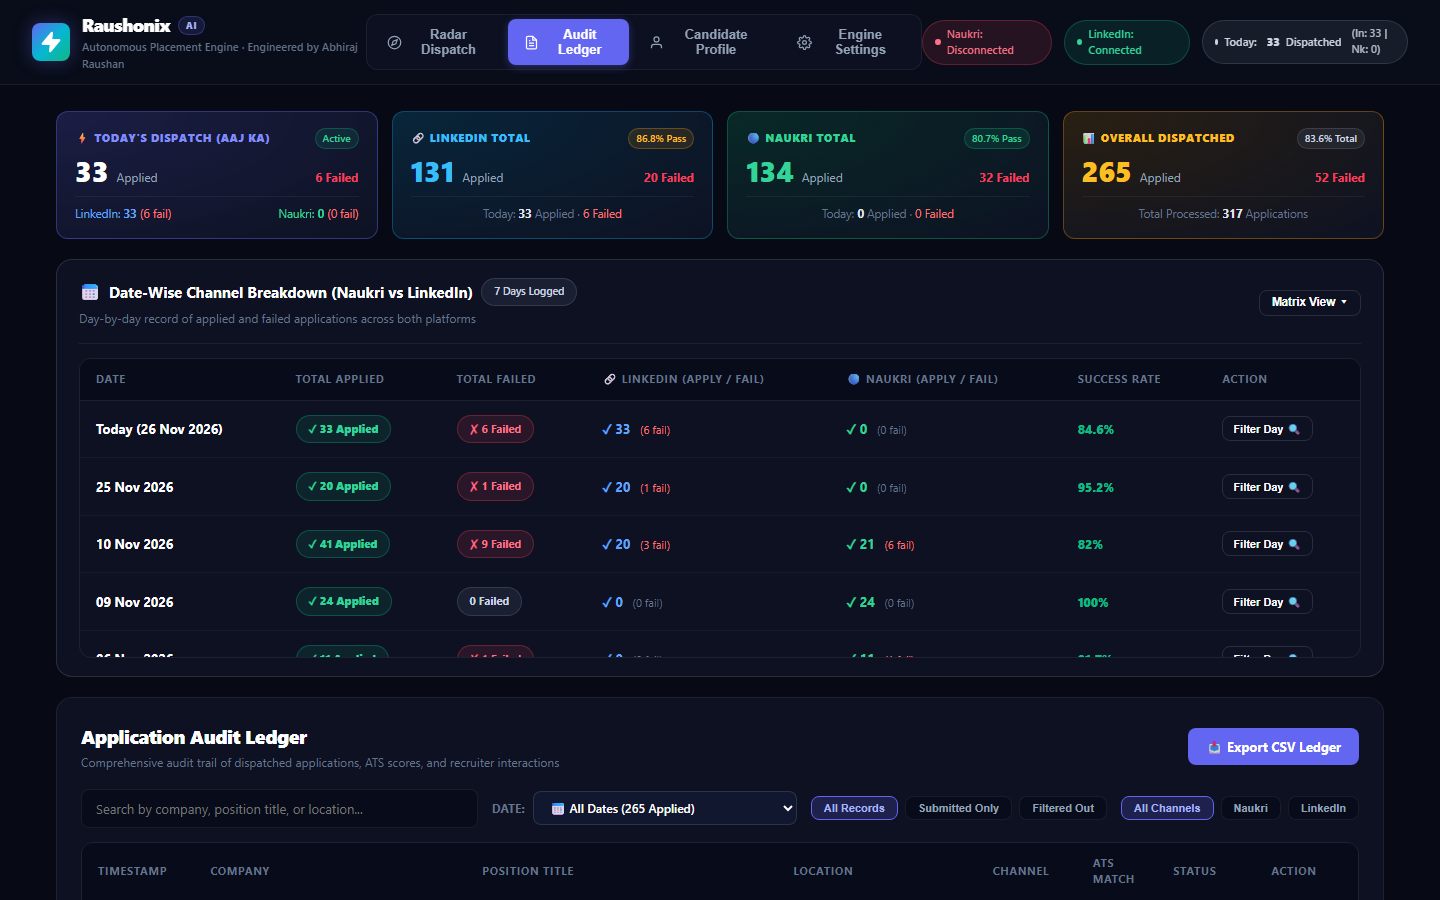 Raushonix AI
Autonomous Placement Engine · Engineered by Abhiraj
Raushan
Radar
Dispatch
Audit
Ledger
Candidate
Profile
Engine
Settings
Naukri:
Disconnected
LinkedIn:
Connected
Today: 33 Dispatched (In: 33 |
Nk: 0)
TODAY'S DISPATCH (AAJ KA) Active
33 Applied 6 Failed
LinkedIn: 33 (6 fail) Naukri: 0 (0 fail)
LINKEDIN TOTAL 86.8% Pass
131 Applied 20 Failed
Today: 33 Applied · 6 Failed
NAUKRI TOTAL 80.7% Pass
134 Applied 32 Failed
Today: 0 Applied · 0 Failed
OVERALL DISPATCHED 83.6% Total
265 Applied 52 Failed
Total Processed: 317 Applications
Date-Wise Channel Breakdown (Naukri vs LinkedIn) 7 Days Logged
Day-by-day record of applied and failed applications across both platforms
Matrix View
DATE TOTAL APPLIED TOTAL FAILED LINKEDIN (APPLY / FAIL) NAUKRI (APPLY / FAIL) SUCCESS RATE ACTION
Today (26 Nov 2026) ✓ 33 Applied ✗ 6 Failed ✓ 33 (6 fail) ✓ 0 (0 fail) 84.6% Filter Day
25 Nov 2026 ✓ 20 Applied ✗ 1 Failed ✓ 20 (1 fail) ✓ 0 (0 fail) 95.2% Filter Day
10 Nov 2026 ✓ 41 Applied ✗ 9 Failed ✓ 20 (3 fail) ✓ 21 (6 fail) 82% Filter Day
09 Nov 2026 ✓ 24 Applied 0 Failed ✓ 0 (0 fail) ✓ 24 (0 fail) 100% Filter Day
Application Audit Ledger
Comprehensive audit trail of dispatched applications, ATS scores, and recruiter interactions
Export CSV Ledger
Search by company, position title, or location...
DATE: All Dates (265 Applied)
All Records Submitted Only Filtered Out All Channels Naukri LinkedIn
TIMESTAMP COMPANY POSITION TITLE LOCATION CHANNEL ATS MATCH STATUS ACTION